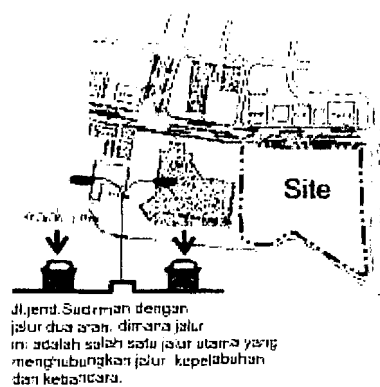 Site
Jl.jend.Sudirman dengan
jalur dua arah, dimana jalur
ini adalah salah satu jalur utama yang
menghubungkan jalur kepelabuhan
dan kebandara.